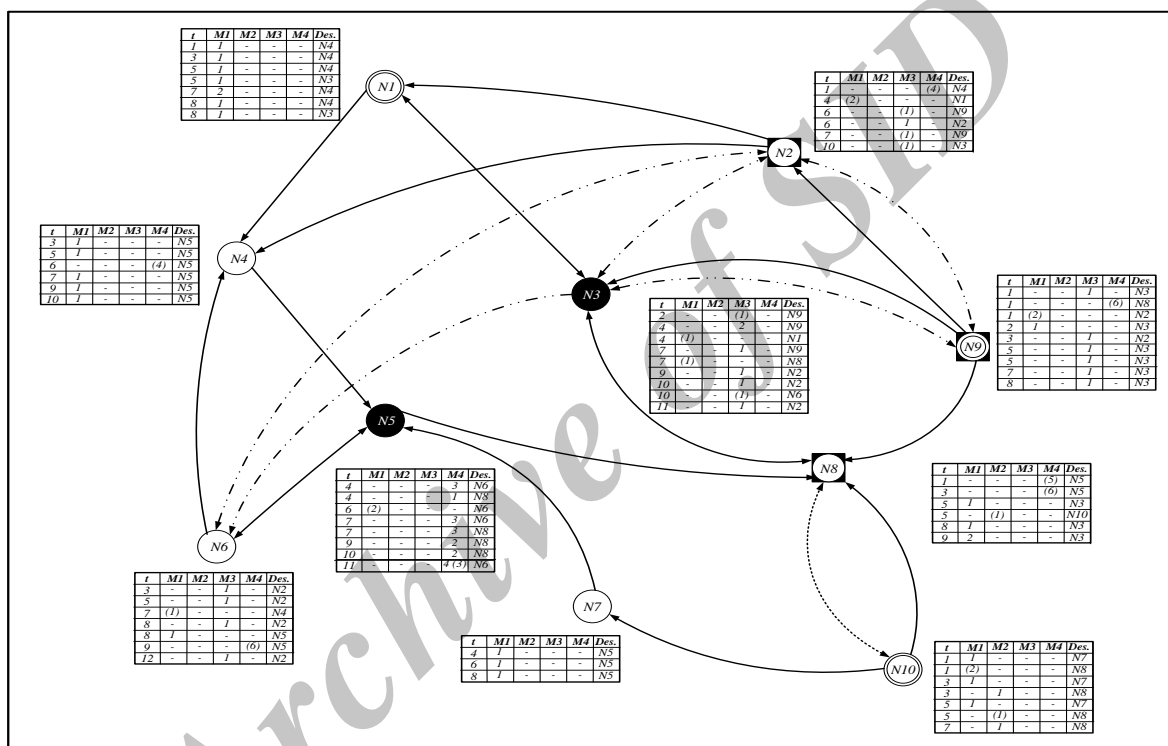 t M1 M2 M3 M4 Des.
1 1 - - - N4
3 1 - - - N4
4 1 - - - N4
5 1 - - - N3
7 2 - - - N4
8 1 - - - N4
8 1 - - - N3
N1
t M1 M2 M3 M4 Des.
1 - - - (4) N4
4 (2) - - - N1
6 - - (1) - N9
6 - - 1 - N2
7 - - (1) - N9
10 - - (1) - N3
N2
t M1 M2 M3 M4 Des.
3 1 - - - N5
5 1 - - - N5
6 - - - (4) N5
7 1 - - - N5
9 1 - - - N5
10 1 - - - N5
N4
N3
t M1 M2 M3 M4 Des.
2 - - (1) - N9
4 - - 2 - N9
4 (1) - - - N1
7 - - 1 - N9
7 (1) - - - N8
9 - - 1 - N2
10 - - 1 - N2
10 - - (1) - N6
11 - - 1 - N2
N9
t M1 M2 M3 M4 Des.
1 - - 1 - N3
1 - - - (6) N8
1 (2) - - - N2
2 1 - - - N3
3 - - 1 - N2
5 - - 1 - N3
5 - - 1 - N3
7 - - 1 - N3
8 - - 1 - N3
N5
t M1 M2 M3 M4 Des.
4 - - - 3 N6
4 - - - 1 N8
6 (2) - - - N6
7 - - - 3 N6
7 - - - 3 N8
9 - - - 2 N8
10 - - - 2 N8
11 - - - 4 (3) N6
N8
t M1 M2 M3 M4 Des.
1 - - - (5) N5
3 - - - (6) N5
5 1 - - - N3
5 - (1) - - N10
8 1 - - - N3
9 2 - - - N3
N6
t M1 M2 M3 M4 Des.
3 - - 1 - N2
5 - - 1 - N2
7 (1) - - - N4
8 - - 1 - N2
8 1 - - - N5
9 - - - (6) N5
12 - - 1 - N2
N7
t M1 M2 M3 M4 Des.
4 1 - - - N5
6 1 - - - N5
8 1 - - - N5
N10
t M1 M2 M3 M4 Des.
1 1 - - - N7
1 (2) - - - N8
3 1 - - - N7
3 - 1 - - N8
5 1 - - - N7
5 - (1) - - N8
7 - 1 - - N8
Archive of SID